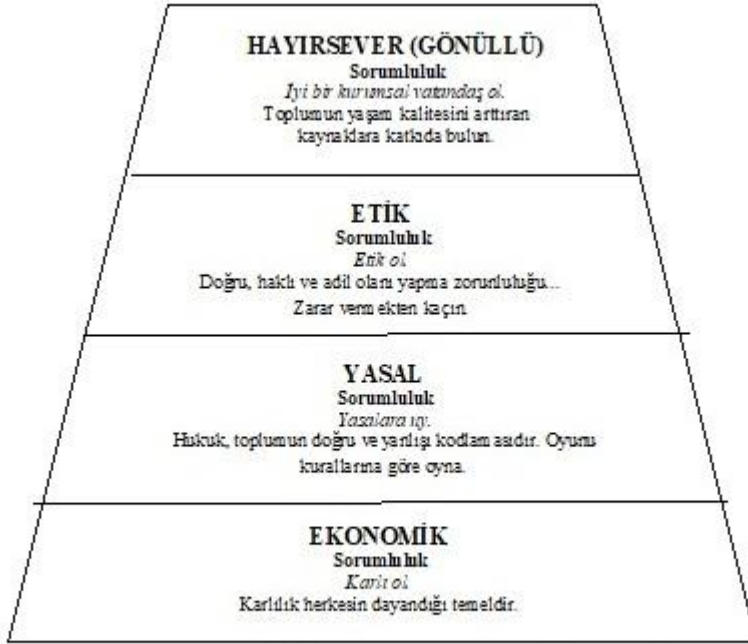 HAYIRSEVER (GÖNÜLLÜ)
Sorumluluk
İyi bir kurumsal vatandaş ol.
Toplumun yaşam kalitesini arttıran
kaynaklara katkıda bulun.
ETİK
Sorumluluk
Etik ol
Doğru, haklı ve adil olanı yapma zorunluluğu...
Zarar vermekten kaçın
YASAL
Sorumluluk
Yasalara uy.
Hukuk, toplumun doğru ve yanlışı kodlamasıdır. Oyunu
kurallarına göre oyna.
EKONOMİK
Sorumluluk
Karlı ol
Karlılık herkesin dayandığı temeldir.